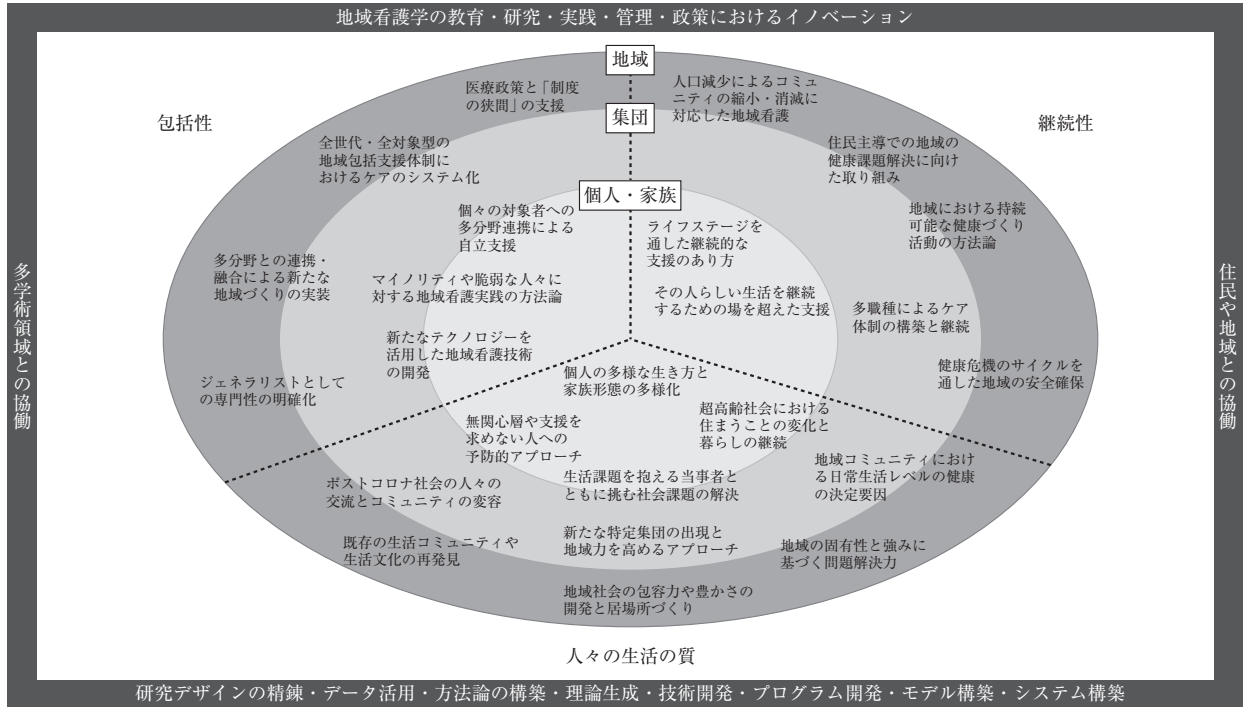 地域看護学の教育・研究・実践・管理・政策におけるイノベーション
地域
集団
個人・家族
包括性
継続性
医療政策と「制度
の狭間」の支援
人口減少によるコミュ
ニティの縮小・消滅に
対応した地域看護
全世代・全対象型の
地域包括支援体制に
おけるケアのシステム化
住民主導での地域の
健康課題解決に向け
た取り組み
個々の対象者への
多分野連携による
自立支援
ライフステージを
通した継続的な
支援のあり方
地域における持続
可能な健康づくり
活動の方法論
多分野との連携・
融合による新たな
地域づくりの実装
マイノリティや脆弱な人々に
対する地域看護実践の方法論
その人らしい生活を継続
するための場を超えた支援
多職種によるケア
体制の構築と継続
新たなテクノロジーを
活用した地域看護技術
の開発
ジェネラリストとして
の専門性の明確化
健康危機のサイクルを
通した地域の安全確保
個人の多様な生き方と
家族形態の多様化
超高齢社会における
住まうことの変化と
暮らしの継続
無関心層や支援を
求めない人への
予防的アプローチ
地域コミュニティにおけ
る日常生活レベルの健康
の決定要因
生活課題を抱える当事者と
ともに挑む社会課題の解決
ポストコロナ社会の人々の
交流とコミュニティの変容
新たな特定集団の出現と
地域力を高めるアプローチ
既存の生活コミュニティや
生活文化の再発見
地域の固有性と強みに
基づく問題解決力
地域社会の包容力や豊かさの
開発と居場所づくり
人々の生活の質
多学術領域との協働
住民や地域との協働
研究デザインの精錬・データ活用・方法論の構築・理論生成・技術開発・プログラム開発・モデル構築・システム構築